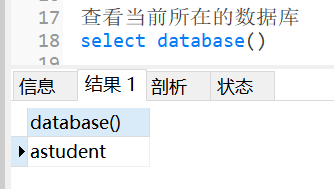 17 查看当前所在的数据库
18 select database()
19
信息 结果 1 剖析 状态
database()
astudent